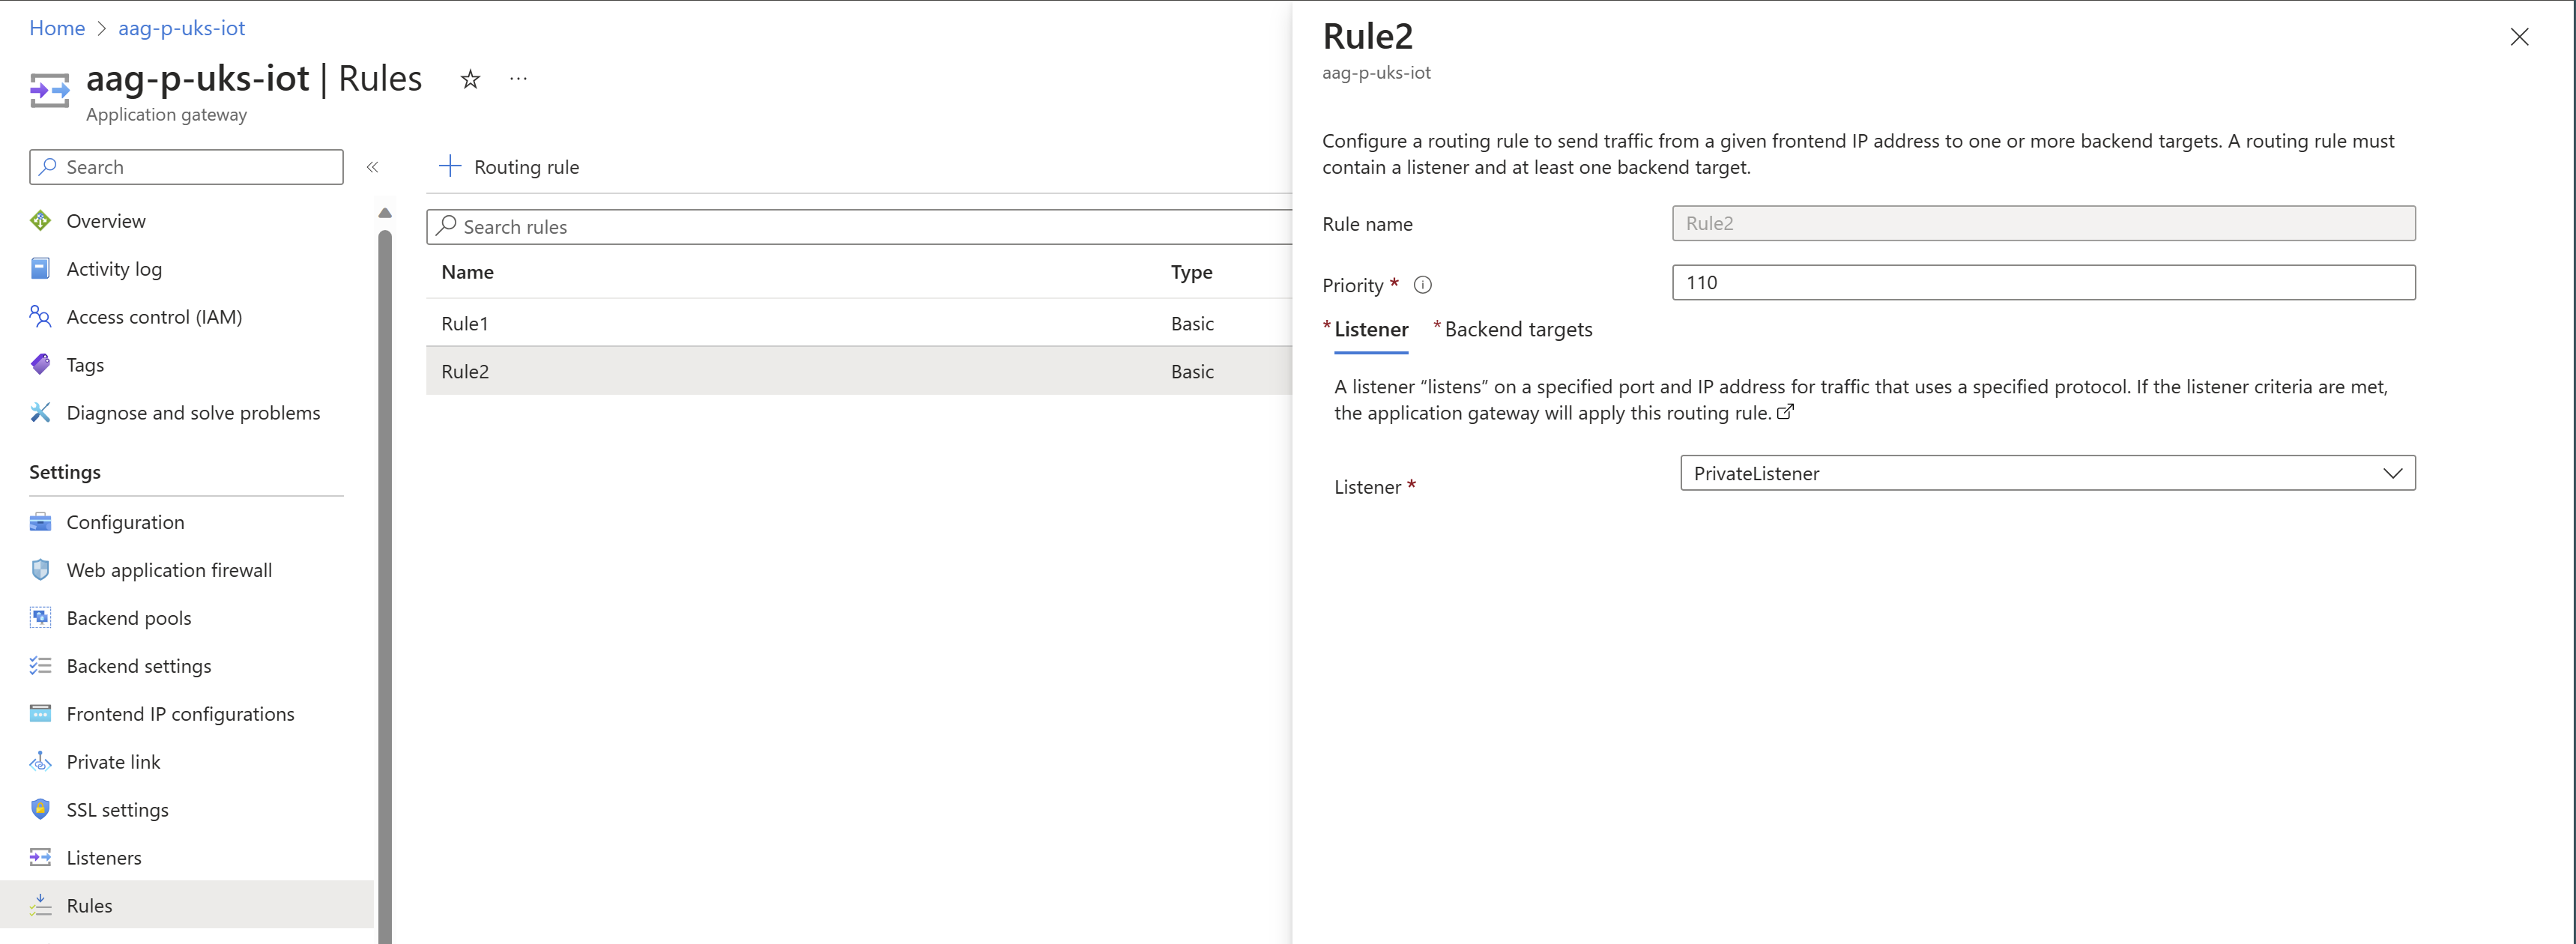 Home > aag-p-uks-iot
aag-p-uks-iot | Rules
Application gateway
Search
Overview
Activity log
Access control (IAM)
Tags
Diagnose and solve problems
Settings
Configuration
Web application firewall
Backend pools
Backend settings
Frontend IP configurations
Private link
SSL settings
Listeners
Rules
Routing rule
Search rules
Name Type
Rule1 Basic
Rule2 Basic
Rule2
aag-p-uks-iot
Configure a routing rule to send traffic from a given frontend IP address to one or more backend targets. A routing rule must
contain a listener and at least one backend target.
Rule name Rule2
Priority * 110
* Listener * Backend targets
A listener “listens” on a specified port and IP address for traffic that uses a specified protocol. If the listener criteria are met,
the application gateway will apply this routing rule.
Listener * PrivateListener